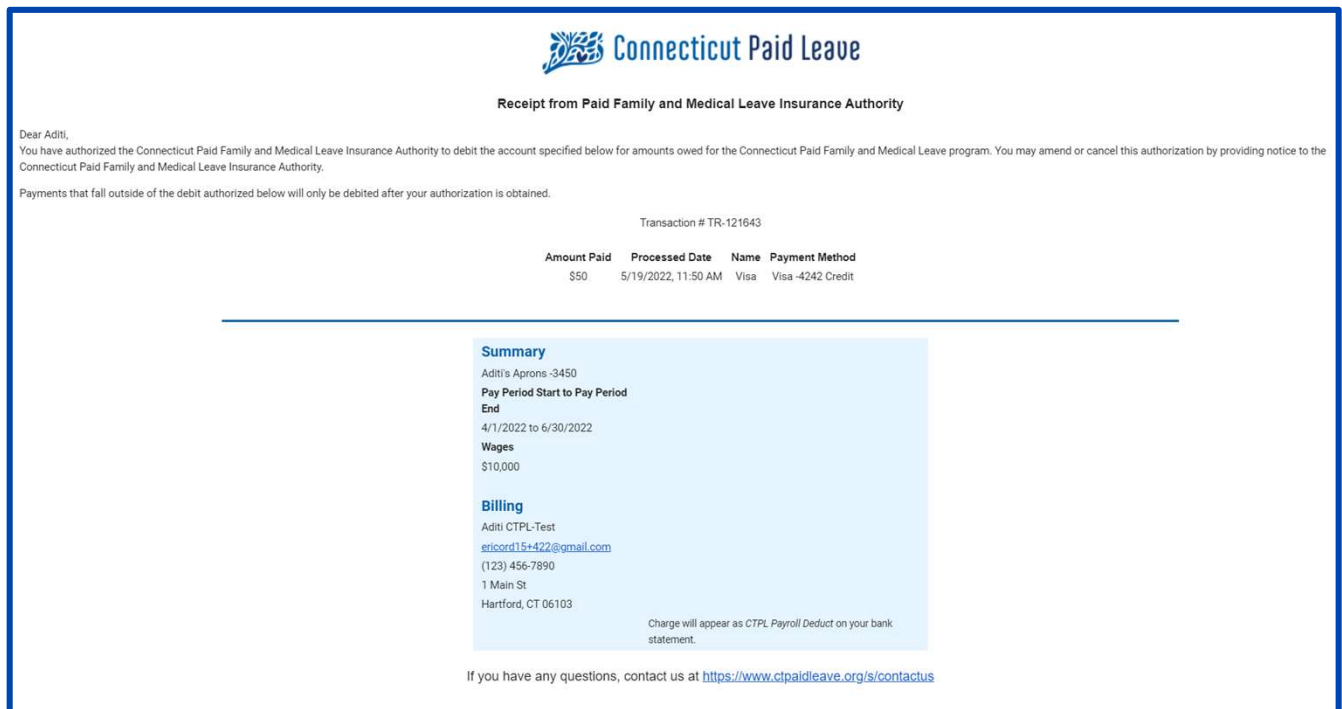 Connecticut Paid Leave
Receipt from Paid Family and Medical Leave Insurance Authority
Dear Aditi,
You have authorized the Connecticut Paid Family and Medical Leave Insurance Authority to debit the account specified below for amounts owed for the Connecticut Paid Family and Medical Leave program. You may amend or cancel this authorization by providing notice to the
Connecticut Paid Family and Medical Leave Insurance Authority.
Payments that fall outside of the debit authorized below will only be debited after your authorization is obtained.
Transaction # TR-121643
Amount Paid Processed Date Name Payment Method
$50 5/19/2022, 11:50 AM Visa Visa -4242 Credit
Summary
Aditi's Aprons -3450
Pay Period Start to Pay Period
End
4/1/2022 to 6/30/2022
Wages
$10,000
Billing
Aditi CTPL-Test
ericord15+422@gmail.com
(123) 456-7890
1 Main St
Hartford, CT 06103
Charge will appear as CTPL Payroll Deduct on your bank
statement.
If you have any questions, contact us at https://www.ctpaidleave.org/s/contactus